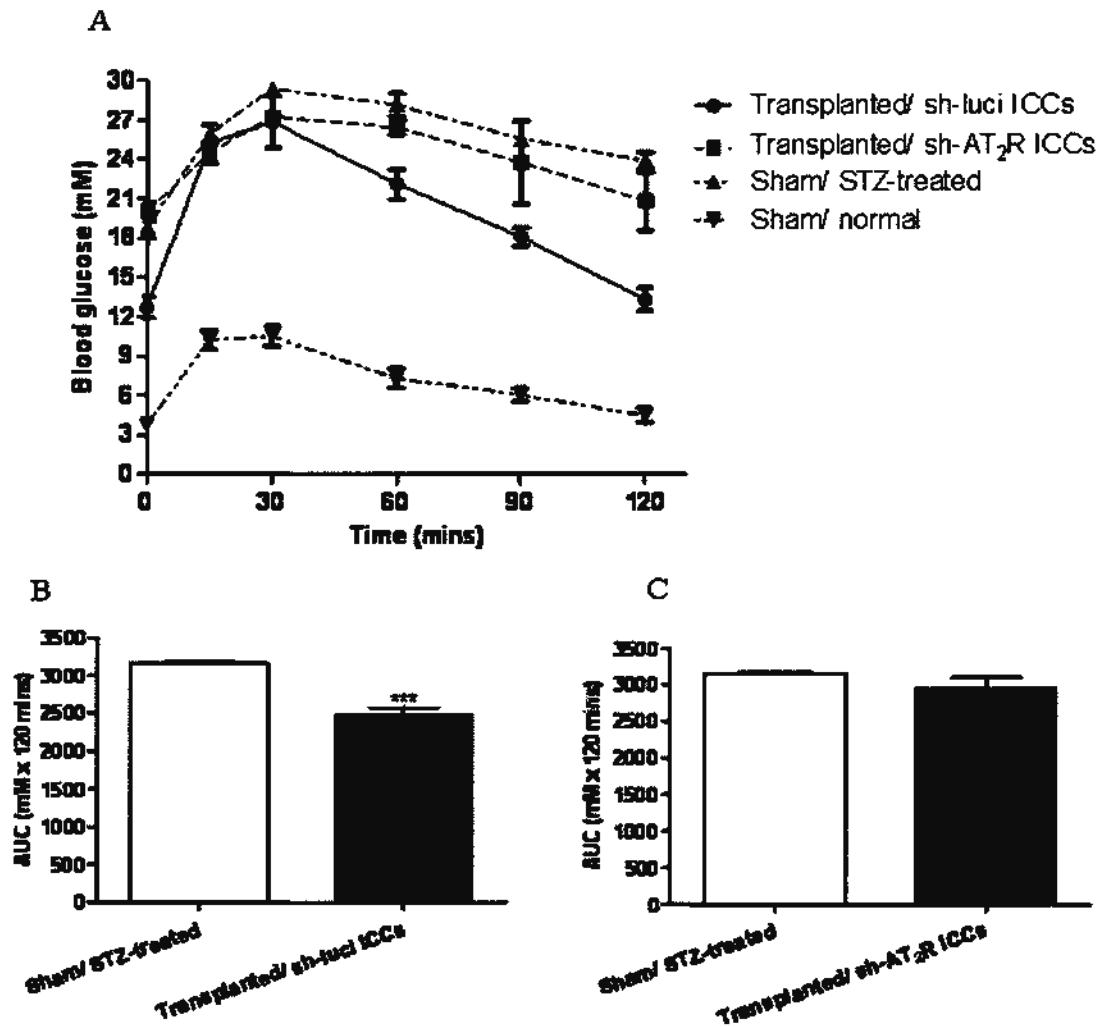 A
30
27
24
21
18
15
12
9
6
3
0
Blood glucose (mM)
0 30 60 90 120
Time (mins)
Transplanted/ sh-luci ICCs
Transplanted/ sh-AT₂R ICCs
Sham/ STZ-treated
Sham/ normal
B
3500
3000
2500
2000
1500
1000
500
0
AUC (mM x 120 mins)
***
Sham/ STZ-treated
Transplanted/ sh-luci ICCs
C
3500
3000
2500
2000
1500
1000
500
0
AUC (mM x 120 mins)
Sham/ STZ-treated
Transplanted/ sh-AT₂R ICCs